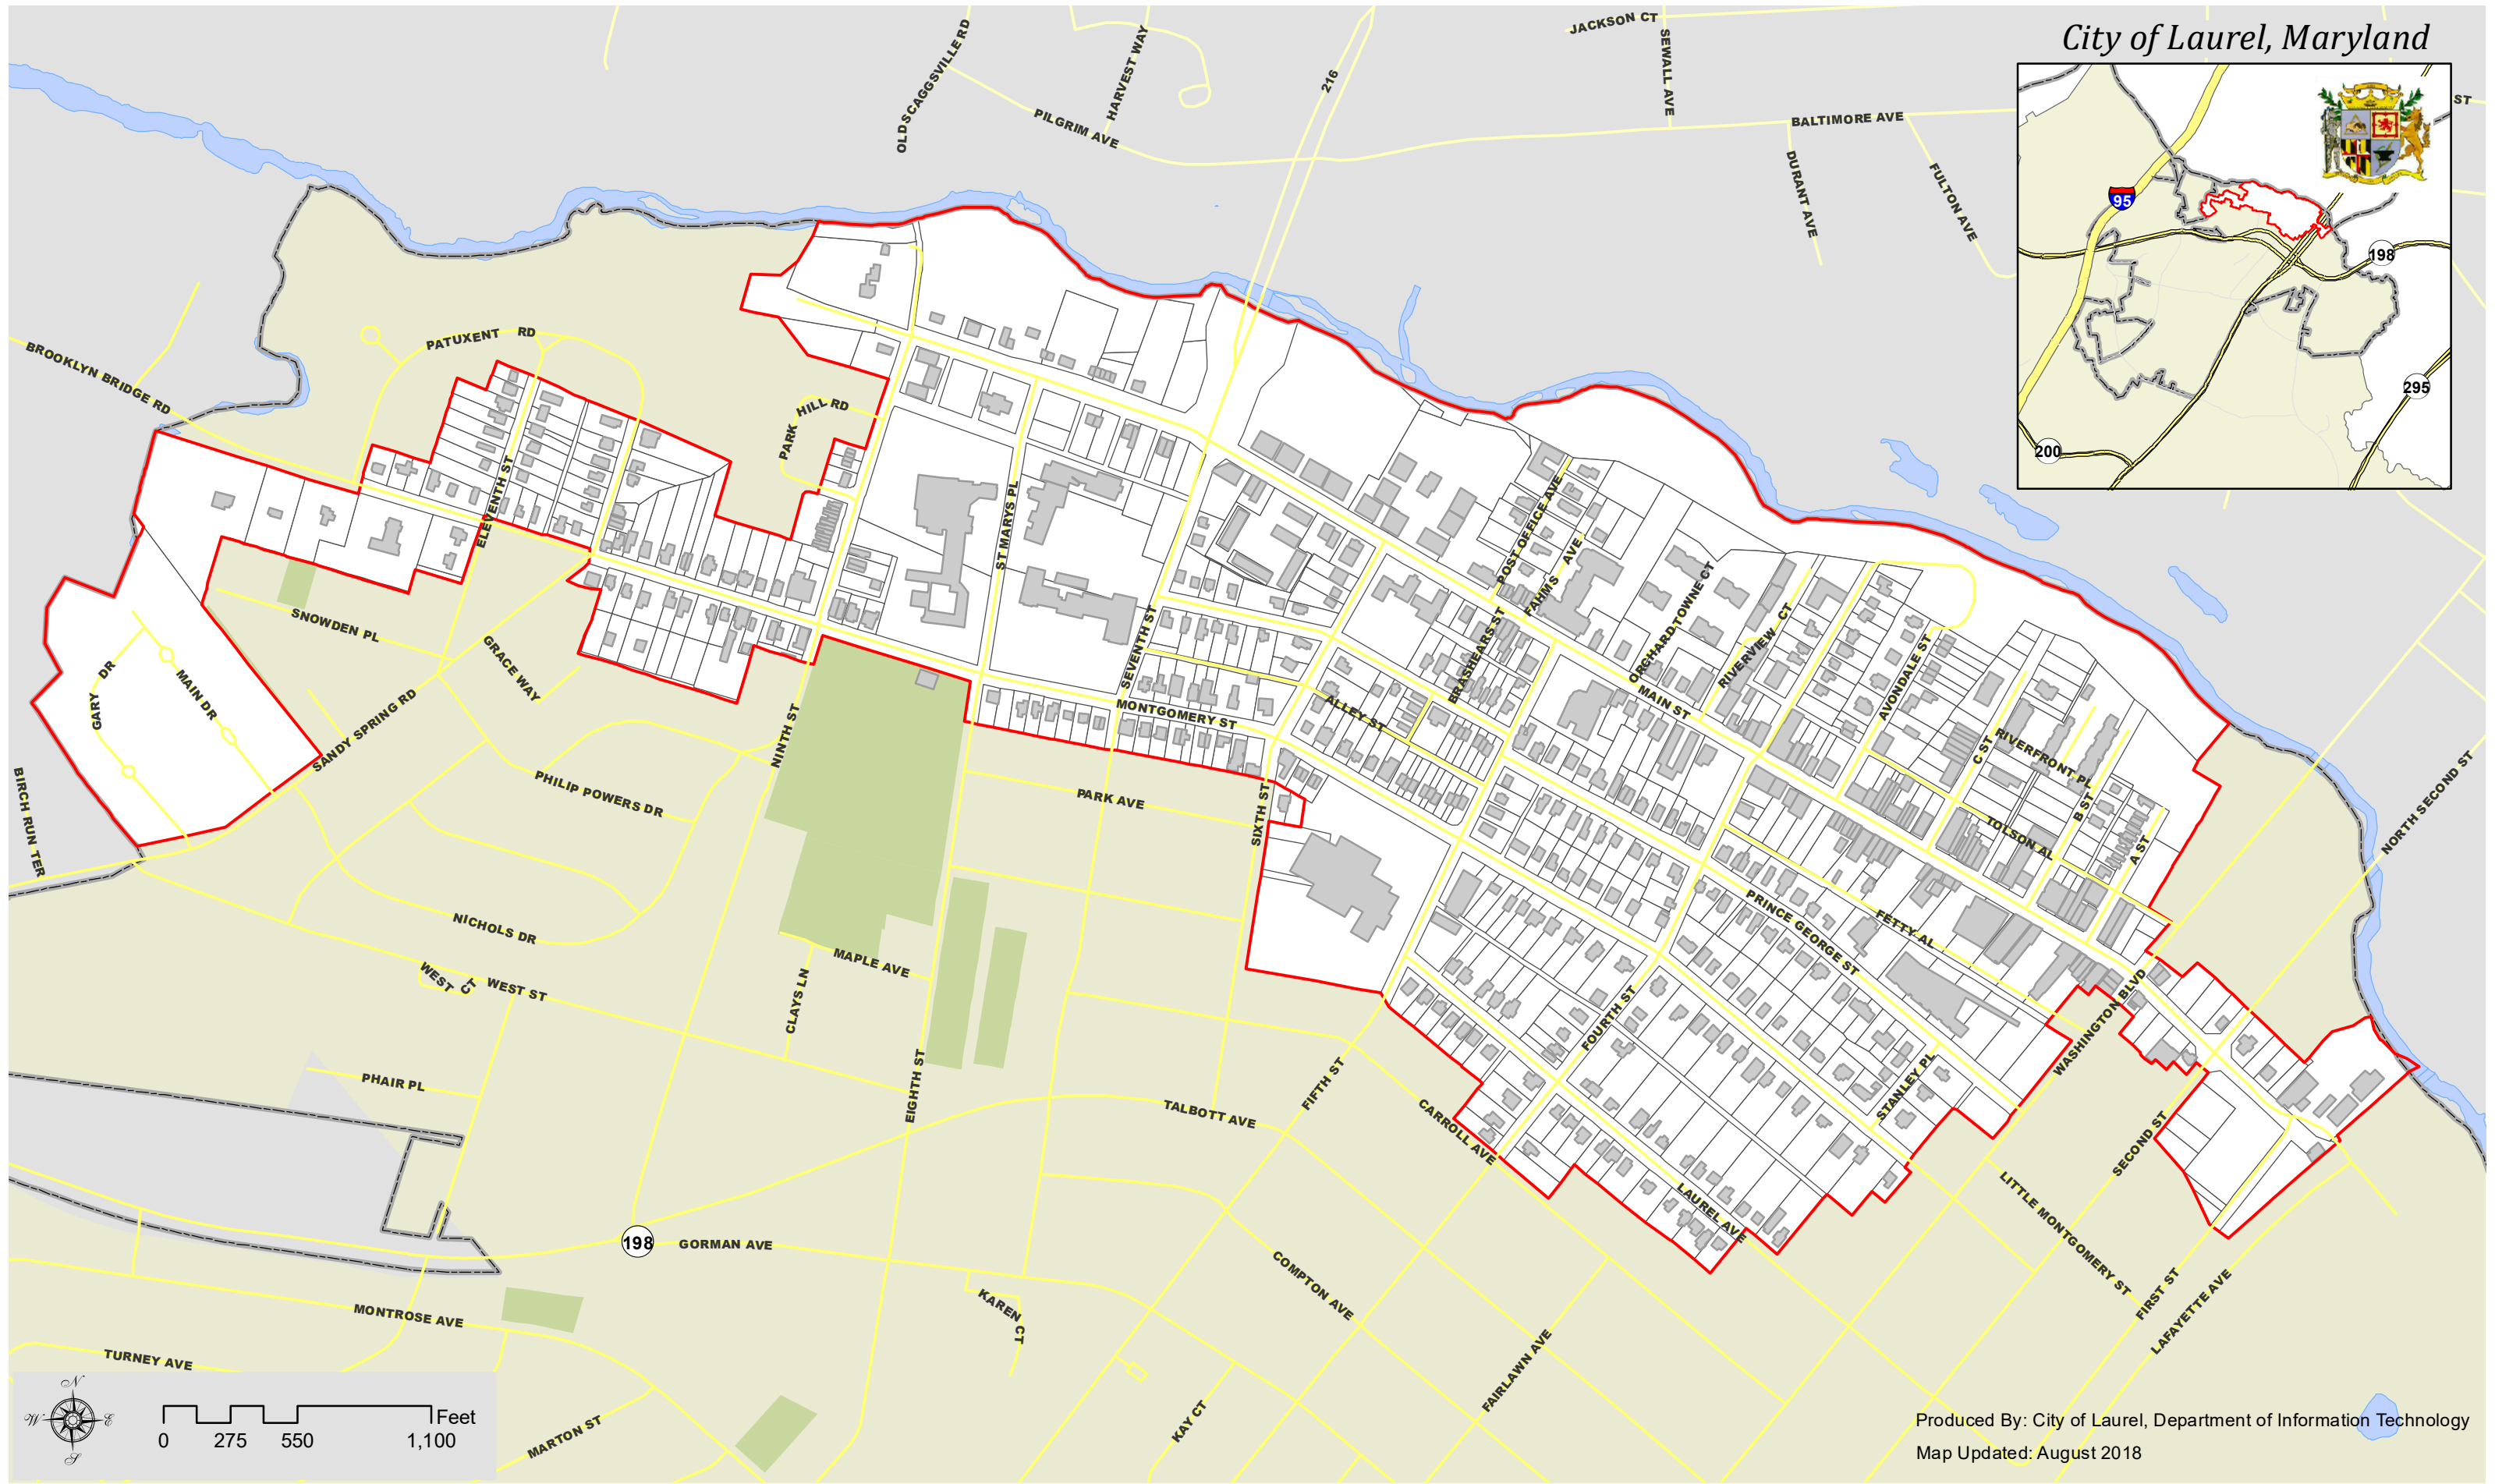 City of Laurel, Maryland
JACKSON CT
SEWALL AVE
OLD SCAGGSVILLE RD
HARVEST WAY
PILGRIM AVE
216
BALTIMORE AVE
DURANT AVE
FULTON AVE
ST
95
198
295
200
BROOKLYN BRIDGE RD
PATUXENT RD
PARK HILL RD
ELEVENTH ST
ST MARYS PL
POST OFFICE AVE
FAHMS AVE
ORCHARDTOWNE CT
RIVERVIEW CT
AVONDALE ST
BRASHEARS ST
SEVENTH ST
SNOWDEN PL
GRACE WAY
GARY DR
MAIN DR
SANDY SPRING RD
NINTH ST
MONTGOMERY ST
ALLEY ST
MAIN ST
C ST
RIVERFRONT PL
B ST
A ST
TOLSON AL
NORTH SECOND ST
BIRCH RUN TER
PHILIP POWERS DR
PARK AVE
SIXTH ST
NICHOLS DR
WEST CT
WEST ST
MAPLE AVE
CLAYS LN
PRINCE GEORGE ST
FETTY AL
FOURTH ST
WASHINGTON BLVD
STANLEY PL
PHAIR PL
EIGHTH ST
TALBOTT AVE
FIFTH ST
CARROLL AVE
LAUREL AVE
SECOND ST
LITTLE MONTGOMERY ST
FIRST ST
LAFAYETTE AVE
198
GORMAN AVE
COMPTON AVE
KAREN CT
FAIRLAWN AVE
KAY CT
MONTROSE AVE
TURNEY AVE
MARTON ST
N
W E
S
Feet
0 275 550 1,100
Produced By: City of Laurel, Department of Information Technology
Map Updated: August 2018